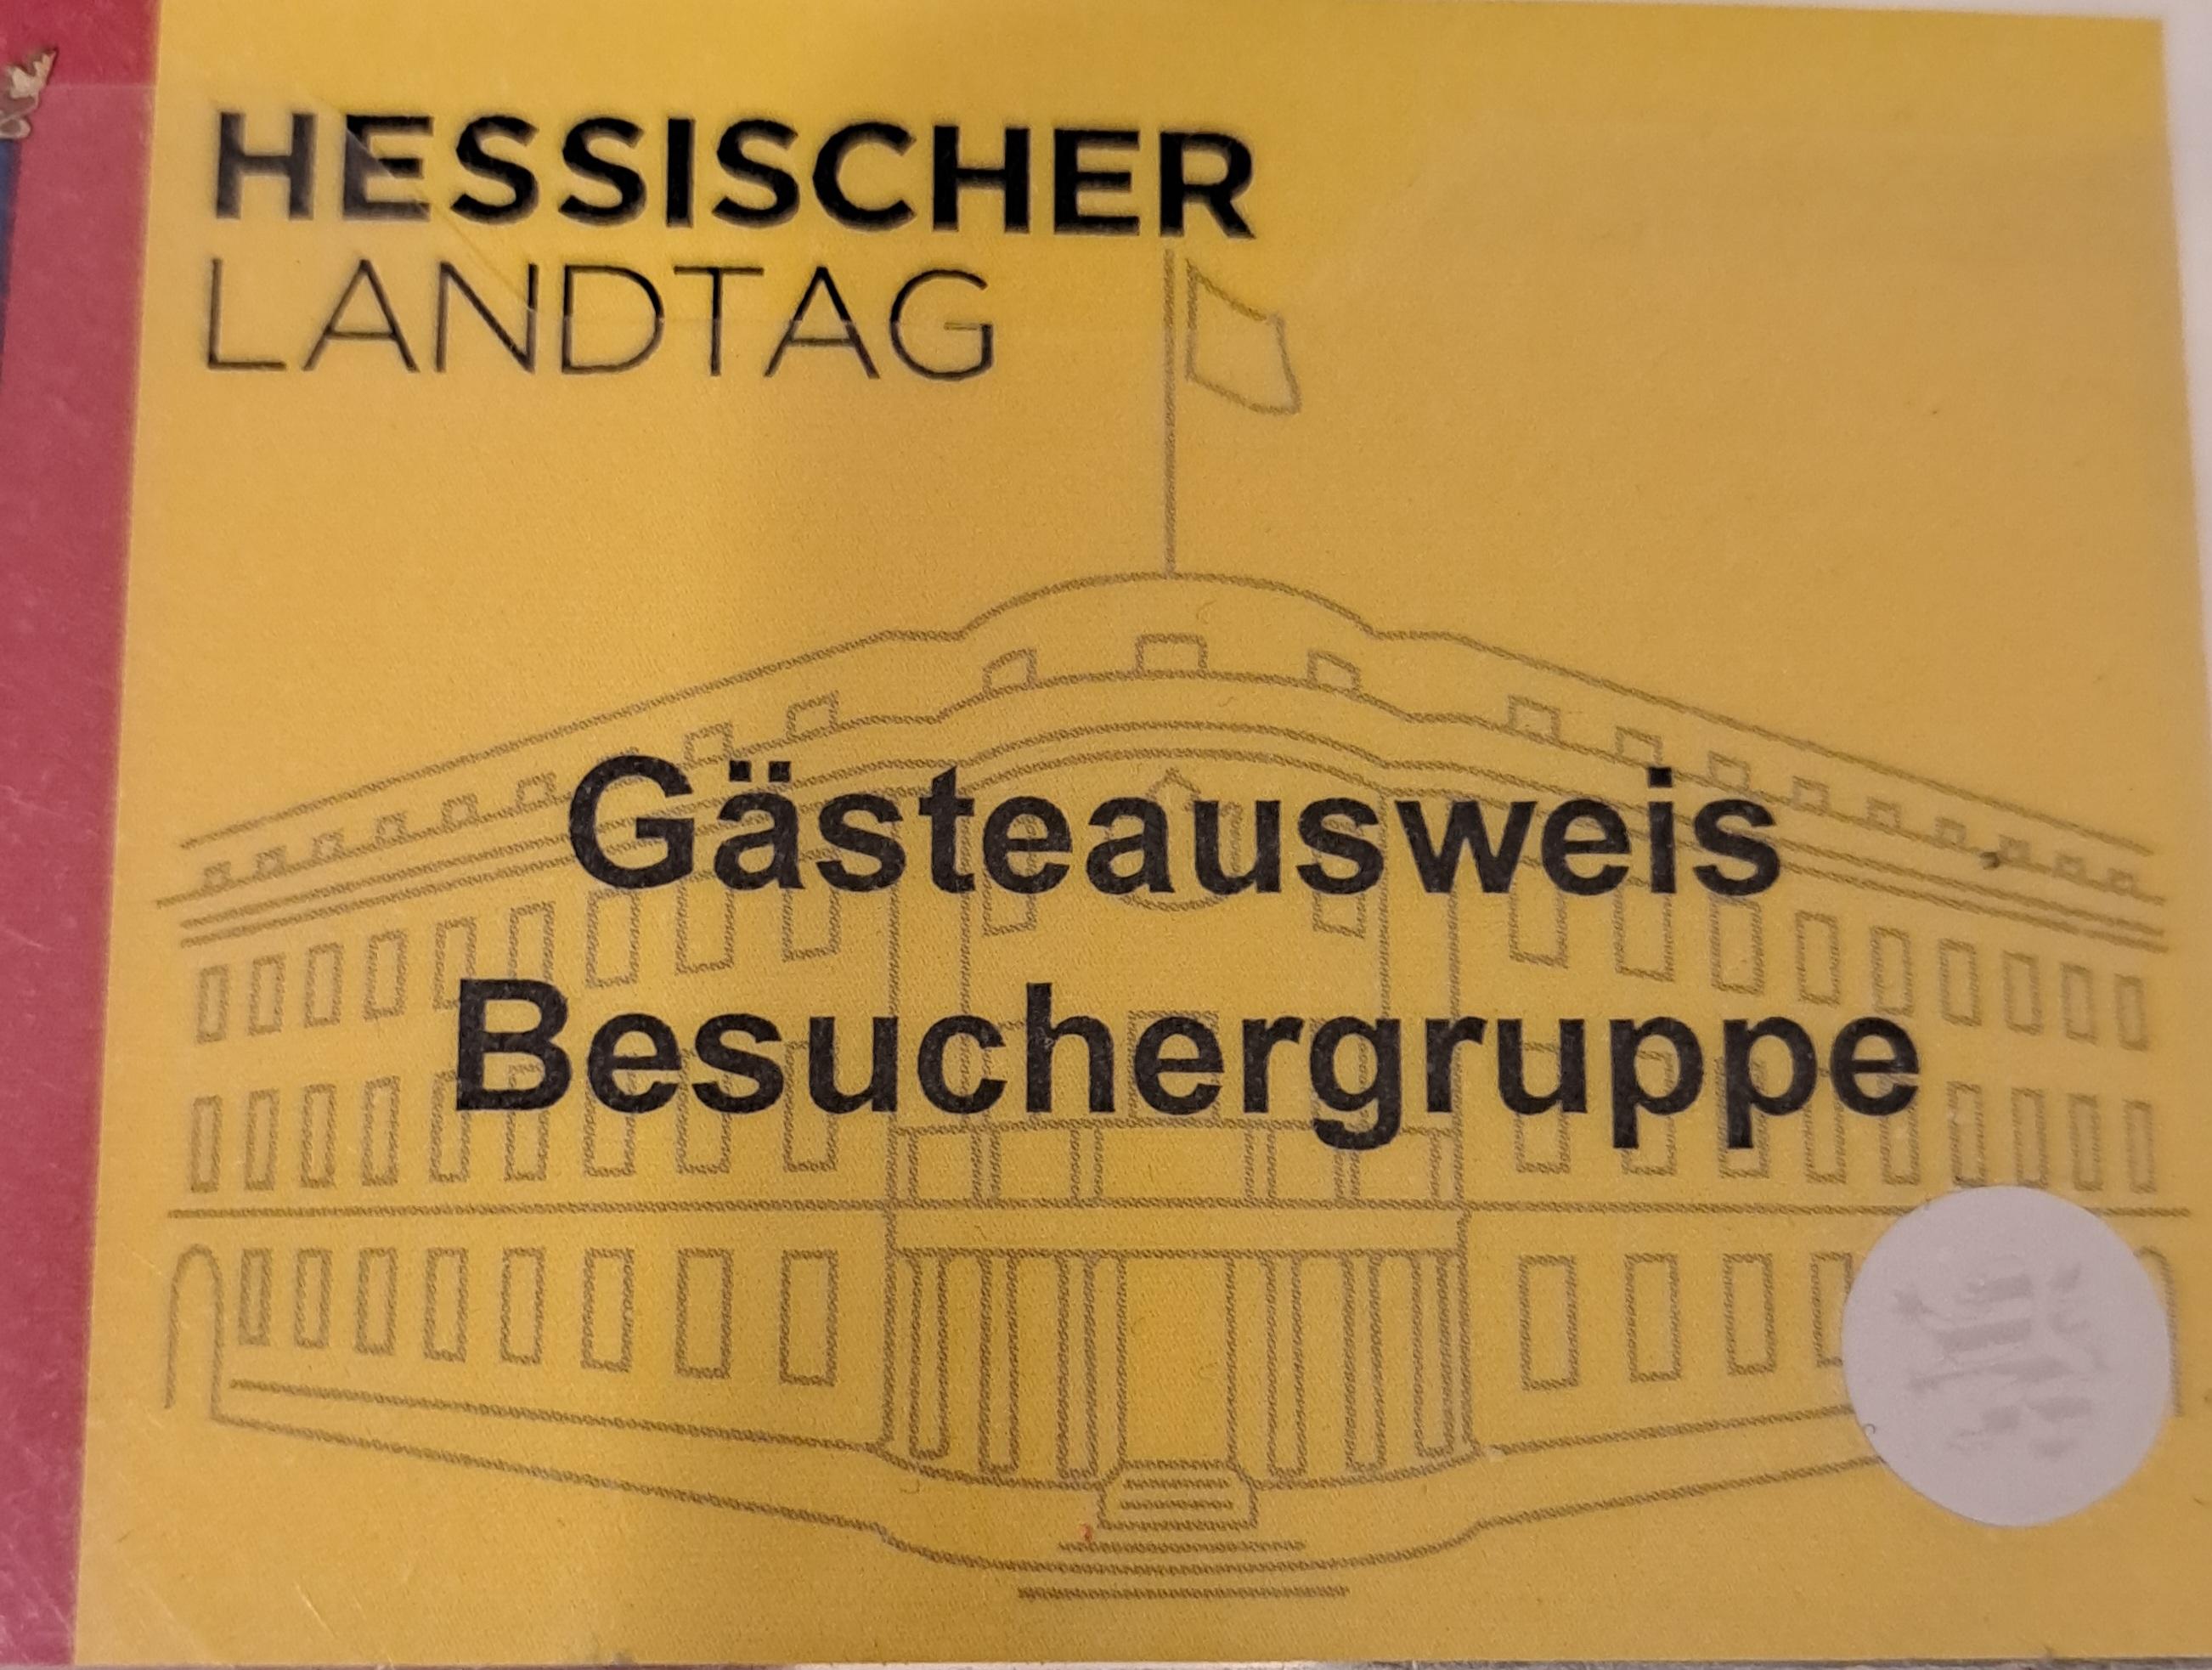 HESSISCHER
LANDTAG
Gästeausweis
Besuchergruppe